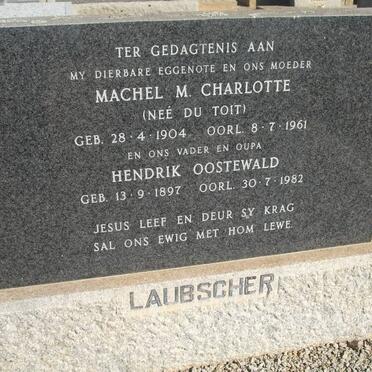 TER GEDAGTENIS AAN
MY DIERBARE EGGENOTE EN ONS MOEDER
MACHEL M. CHARLOTTE
(NEÉ DU TOIT)
GEB. 28·4·1904 OORL. 8·7·1961
EN ONS VADER EN OUPA
HENDRIK OOSTEWALD
GEB. 13·9·1897 OORL. 30·7·1982
JESUS LEEF EN DEUR SY KRAG
SAL ONS EWIG MET HOM LEWE.
LAUBSCHER